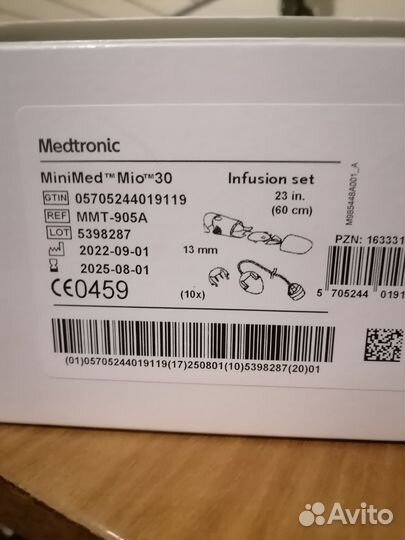 Medtronic
MiniMed™Mio™30 Infusion set
GTIN 05705244019119 23 in.
REF MMT-905A (60 cm)
LOT 5398287
2022-09-01 13 mm
2025-08-01
CE0459 (10x)
M985448A001_A
PZN: 163331
5 705244 0191
(01)05705244019119(17)250801(10)5398287(20)01
Avito